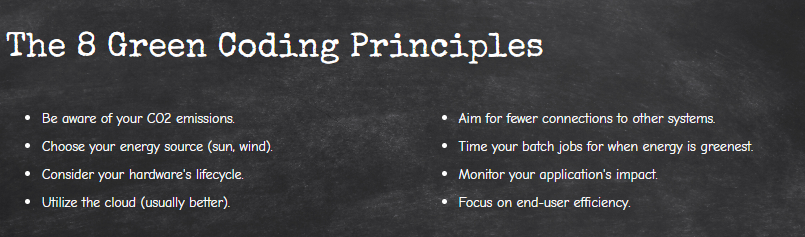 The 8 Green Coding Principles
• Be aware of your CO2 emissions.
• Choose your energy source (sun, wind).
• Consider your hardware's lifecycle.
• Utilize the cloud (usually better).
• Aim for fewer connections to other systems.
• Time your batch jobs for when energy is greenest.
• Monitor your application's impact.
• Focus on end-user efficiency.